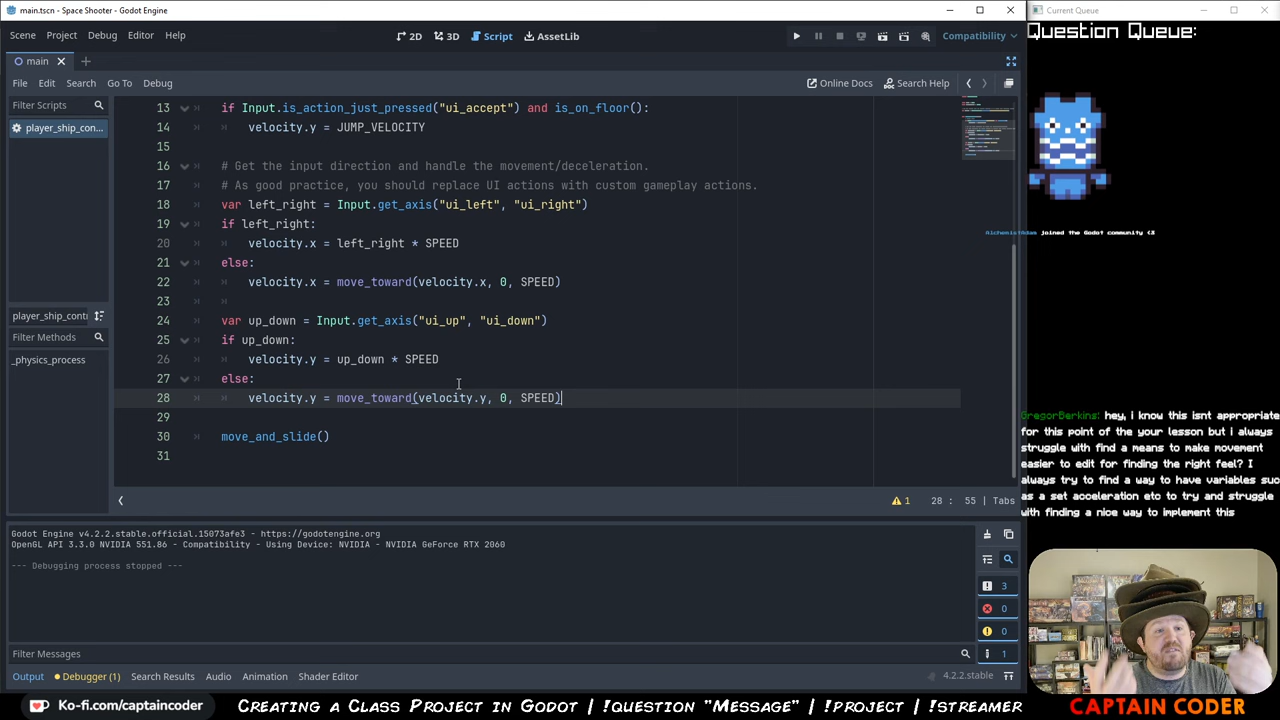 main.tscn - Space Shooter - Godot Engine
Current Queue
Scene Project Debug Editor Help
2D 3D Script AssetLib
Compatibility
main
File Edit Search Go To Debug
Online Docs Search Help
Filter Scripts
player_ship_con...
player_ship_contr
Filter Methods
_physics_process
13 if Input.is_action_just_pressed("ui_accept") and is_on_floor():
14 velocity.y = JUMP_VELOCITY
15
16 # Get the input direction and handle the movement/deceleration.
17 # As good practice, you should replace UI actions with custom gameplay actions.
18 var left_right = Input.get_axis("ui_left", "ui_right")
19 if left_right:
20 velocity.x = left_right * SPEED
21 else:
22 velocity.x = move_toward(velocity.x, 0, SPEED)
23
24 var up_down = Input.get_axis("ui_up", "ui_down")
25 if up_down:
26 velocity.y = up_down * SPEED
27 else:
28 velocity.y = move_toward(velocity.y, 0, SPEED)
29
30 move_and_slide()
31
1 28 : 55 | Tabs
Godot Engine v4.2.2.stable.official.15073afe3 - https://godotengine.org
OpenGL API 3.3.0 NVIDIA 551.86 - Compatibility - Using Device: NVIDIA - NVIDIA GeForce RTX 2060
--- Debugging process stopped ---
3
0
0
1
Filter Messages
Output Debugger (1) Search Results Audio Animation Shader Editor
4.2.2.stable
Question Queue:
AlchemistAdam joined the Godot community <3
GregorBerkins: hey, i know this isnt appropriate
for this point of the your lesson but i always
struggle with find a means to make movement
easier to edit for finding the right feel? I
always try to find a way to have variables such
as a set acceleration etc to try and struggle
with finding a nice way to implement this
Ko-fi.com/captaincoder
Creating a Class Project in Godot | !question "Message" | !project | !streamer
Captain Coder